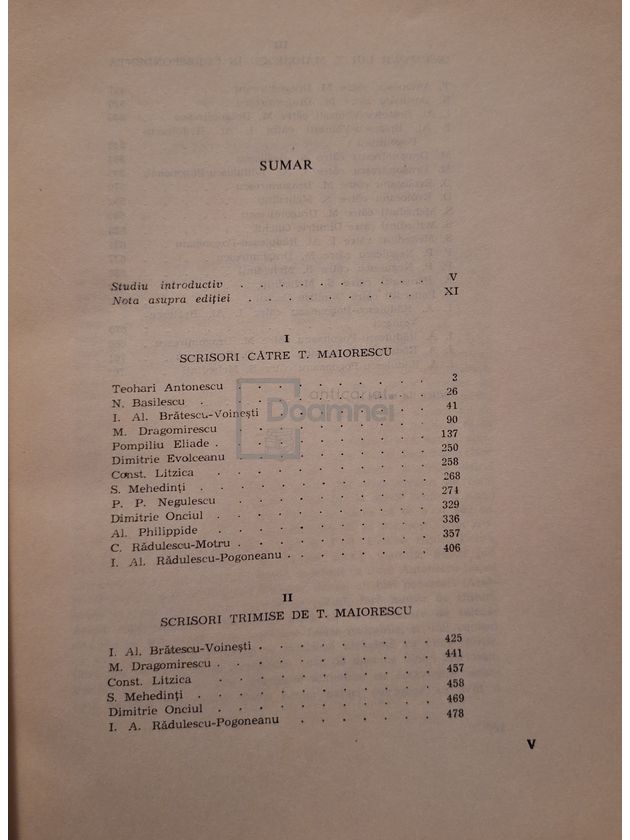 SUMAR
Studiu introductiv . . . . . . . . . . V
Nota asupra ediției . . . . . . . . . . XI
I
SCRISORI CĂTRE T. MAIORESCU
Teohari Antonescu . . . . . . . . . . 3
N. Basilescu . . . . . . . . . . 26
I. Al. Brătescu-Voinești . . . . . . . . . . 41
M. Dragomirescu . . . . . . . . . . 90
Pompiliu Eliade . . . . . . . . . . 137
Dimitrie Evolceanu . . . . . . . . . . 250
Const. Litzica . . . . . . . . . . 258
S. Mehedinți . . . . . . . . . . 268
P. P. Negulescu . . . . . . . . . . 274
Dimitrie Onciul . . . . . . . . . . 329
Al. Philippide . . . . . . . . . . 336
C. Rădulescu-Motru . . . . . . . . . . 357
I. Al. Rădulescu-Pogoneanu . . . . . . . . . . 406
II
SCRISORI TRIMISE DE T. MAIORESCU
I. Al. Brătescu-Voinești . . . . . . . . . . 425
M. Dragomirescu . . . . . . . . . . 441
Const. Litzica . . . . . . . . . . 457
S. Mehedinți . . . . . . . . . . 458
Dimitrie Onciul . . . . . . . . . . 469
I. A. Rădulescu-Pogoneanu . . . . . . . . . . 478
V
anticariat
Doamnei